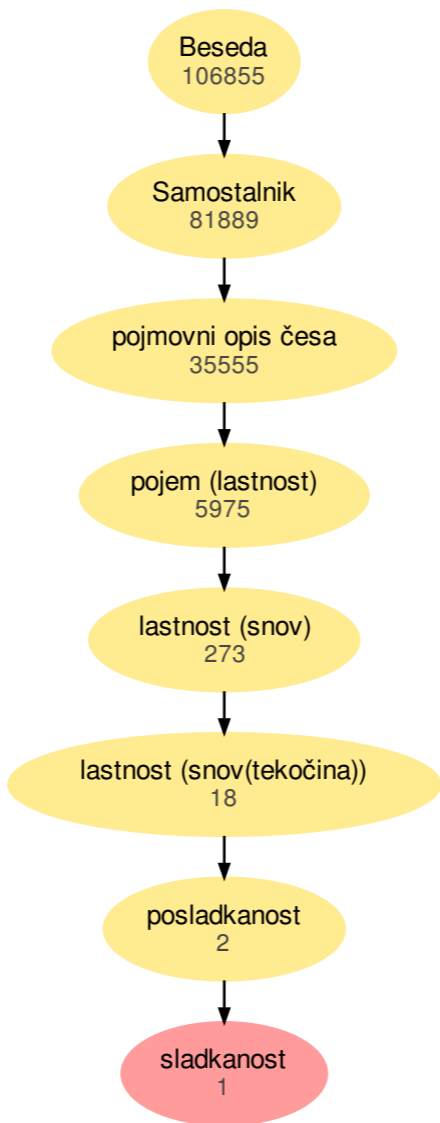 Beseda
106855
Samostalnik
81889
pojmovni opis česa
35555
pojem (lastnost)
5975
lastnost (snov)
273
lastnost (snov(tekočina))
18
posladkanost
2
sladkanost
1